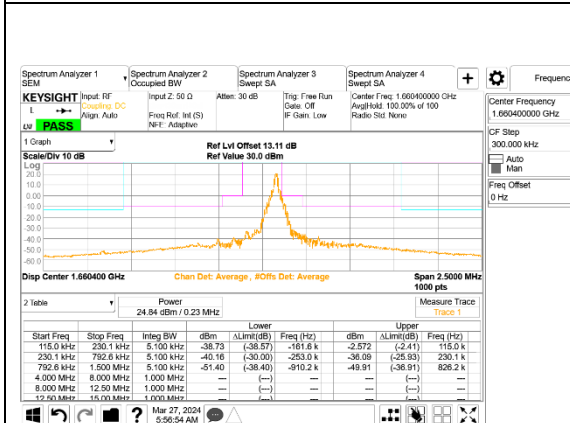 Spectrum Analyzer 1
SEM
Spectrum Analyzer 2
Occupied BW
Spectrum Analyzer 3
Swept SA
Spectrum Analyzer 4
Swept SA
+
Frequenc
KEYSIGHT
L
LVI PASS
Input: RF
Coupling: DC
Align: Auto
Input Z: 50 Ω
Freq Ref: Int (S)
NFE: Adaptive
Atten: 30 dB
Trig: Free Run
Gate: Off
IF Gain: Low
Center Freq: 1.660400000 GHz
Avg|Hold: 100.00% of 100
Radio Std: None
Center Frequency
1.660400000 GHz
CF Step
300.000 kHz
Auto
Man
Freq Offset
0 Hz
1 Graph
Scale/Div 10 dB
Ref Lvl Offset 13.11 dB
Ref Value 30.0 dBm
Log
20.0
10.0
0.00
-10.0
-20.0
-30.0
-40.0
-50.0
-60.0
Disp Center 1.660400 GHz
Chan Det: Average , #Offs Det: Average
Span 2.5000 MHz
1000 pts
2 Table
Power
24.84 dBm / 0.23 MHz
Measure Trace
Trace 1
Lower Upper
Start Freq Stop Freq Integ BW dBm ΔLimit(dB) Freq (Hz) dBm ΔLimit(dB) Freq (Hz)
115.0 kHz 230.1 kHz 5.100 kHz -38.73 (-38.57) -161.6 k -2.572 (-2.41) 115.0 k
230.1 kHz 792.6 kHz 5.100 kHz -40.16 (-30.00) -253.0 k -36.09 (-25.93) 230.1 k
792.6 kHz 1.500 MHz 5.100 kHz -51.40 (-38.40) -910.2 k -49.91 (-36.91) 826.2 k
4.000 MHz 8.000 MHz 1.000 MHz --- (---) --- (---) ---
8.000 MHz 12.50 MHz 1.000 MHz --- (---) --- --- (---) ---
12.50 MHz 15.00 MHz 1.000 MHz --- (---) --- --- (---) ---
?
Mar 27, 2024
5:56:54 AM